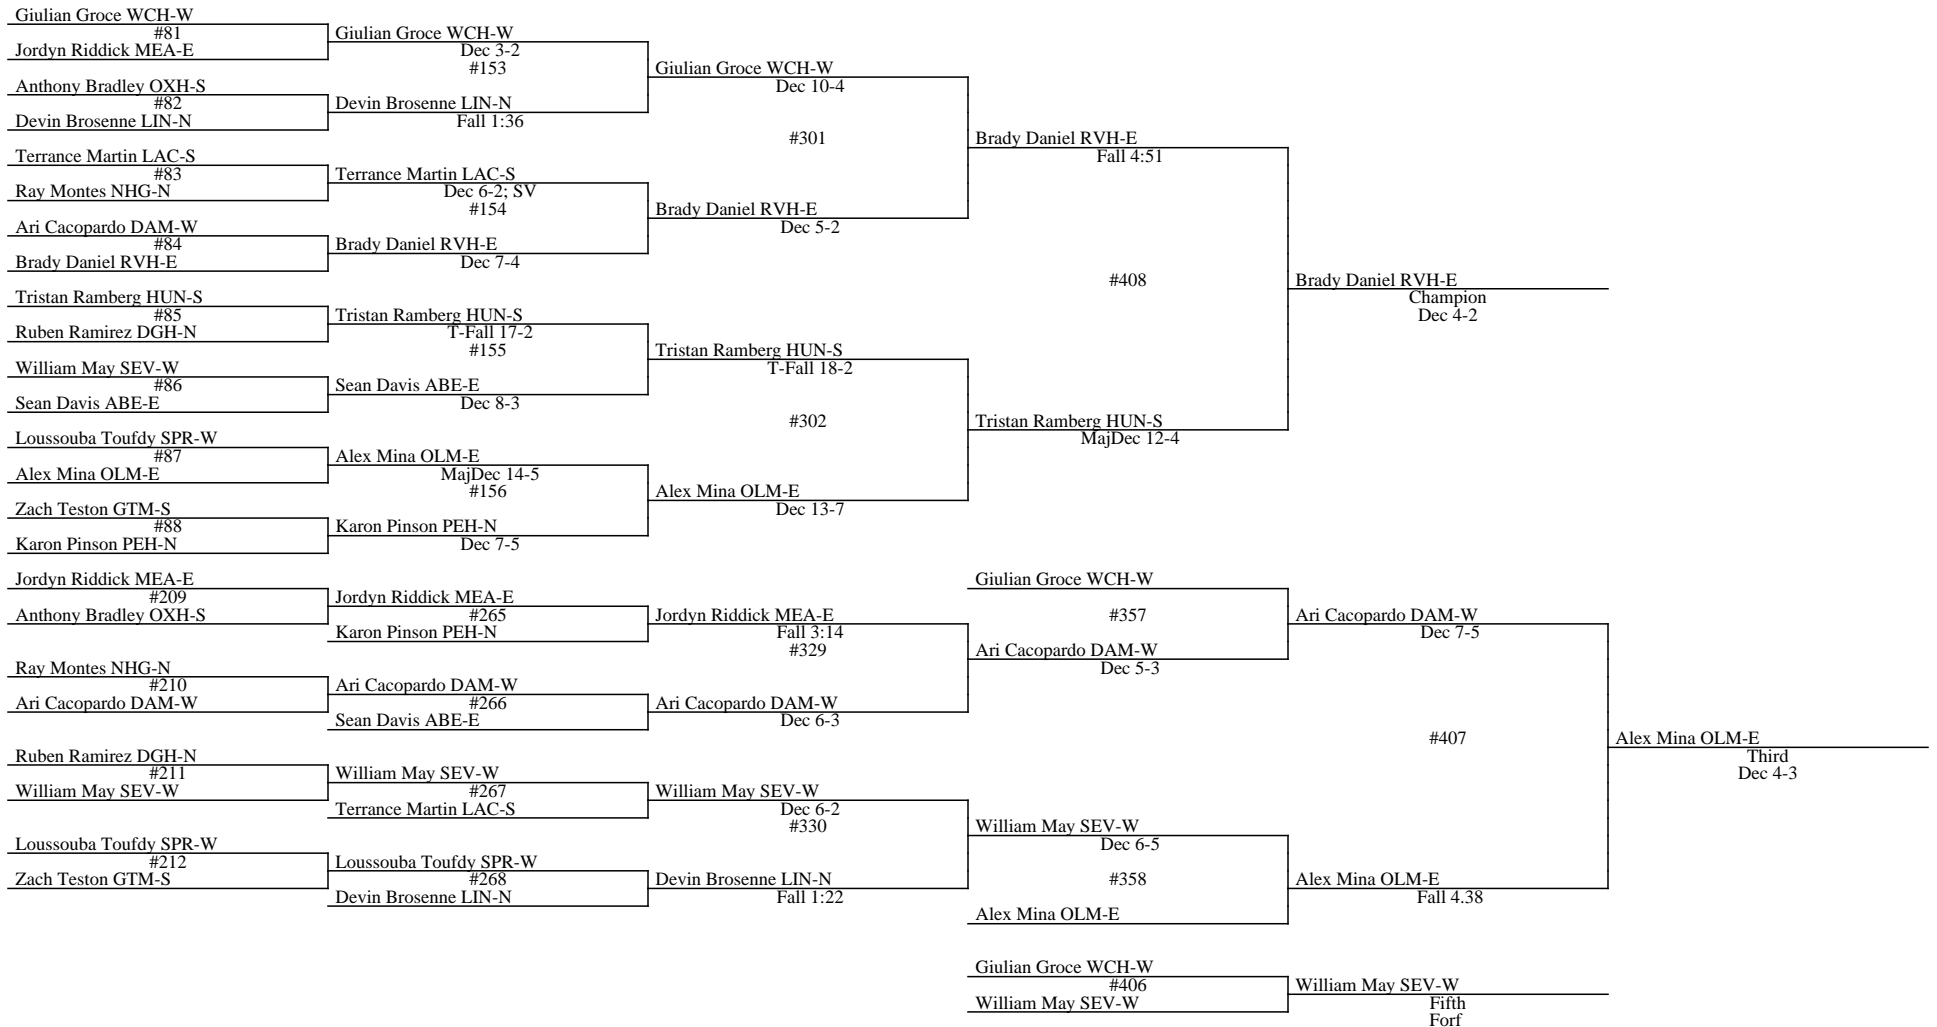 Giulian Groce WCH-W
#81
Jordyn Riddick MEA-E
Anthony Bradley OXH-S
#82
Devin Brosenne LIN-N
Terrance Martin LAC-S
#83
Ray Montes NHG-N
Ari Cacopardo DAM-W
#84
Brady Daniel RVH-E
Tristan Ramberg HUN-S
#85
Ruben Ramirez DGH-N
William May SEV-W
#86
Sean Davis ABE-E
Loussouba Toufdy SPR-W
#87
Alex Mina OLM-E
Zach Teston GTM-S
#88
Karon Pinson PEH-N
Giulian Groce WCH-W
Dec 3-2
#153
Devin Brosenne LIN-N
Fall 1:36
Terrance Martin LAC-S
Dec 6-2; SV
#154
Brady Daniel RVH-E
Dec 7-4
Tristan Ramberg HUN-S
T-Fall 17-2
#155
Sean Davis ABE-E
Dec 8-3
Alex Mina OLM-E
MajDec 14-5
#156
Karon Pinson PEH-N
Dec 7-5
Giulian Groce WCH-W
Dec 10-4
#301
Brady Daniel RVH-E
Dec 5-2
Tristan Ramberg HUN-S
T-Fall 18-2
#302
Alex Mina OLM-E
Dec 13-7
Brady Daniel RVH-E
Fall 4:51
#408
Tristan Ramberg HUN-S
MajDec 12-4
Brady Daniel RVH-E
Champion
Dec 4-2
Jordyn Riddick MEA-E
#209
Anthony Bradley OXH-S
Ray Montes NHG-N
#210
Ari Cacopardo DAM-W
Ruben Ramirez DGH-N
#211
William May SEV-W
Loussouba Toufdy SPR-W
#212
Zach Teston GTM-S
Jordyn Riddick MEA-E
#265
Karon Pinson PEH-N
Ari Cacopardo DAM-W
#266
Sean Davis ABE-E
William May SEV-W
#267
Terrance Martin LAC-S
Loussouba Toufdy SPR-W
#268
Devin Brosenne LIN-N
Jordyn Riddick MEA-E
Fall 3:14
#329
Ari Cacopardo DAM-W
Dec 6-3
William May SEV-W
Dec 6-2
#330
Devin Brosenne LIN-N
Fall 1:22
Giulian Groce WCH-W
#357
Ari Cacopardo DAM-W
Dec 5-3
William May SEV-W
Dec 6-5
#358
Alex Mina OLM-E
Ari Cacopardo DAM-W
Dec 7-5
#407
Alex Mina OLM-E
Fall 4.38
Alex Mina OLM-E
Third
Dec 4-3
Giulian Groce WCH-W
#406
William May SEV-W
William May SEV-W
Fifth
Forf